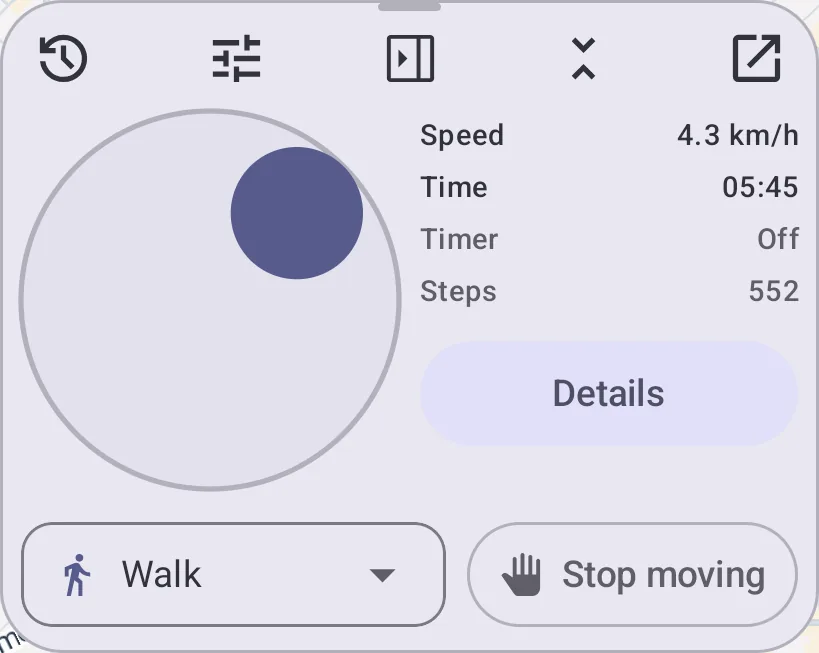 Speed 4.3 km/h
Time 05:45
Timer Off
Steps 552
Details
Walk
Stop moving